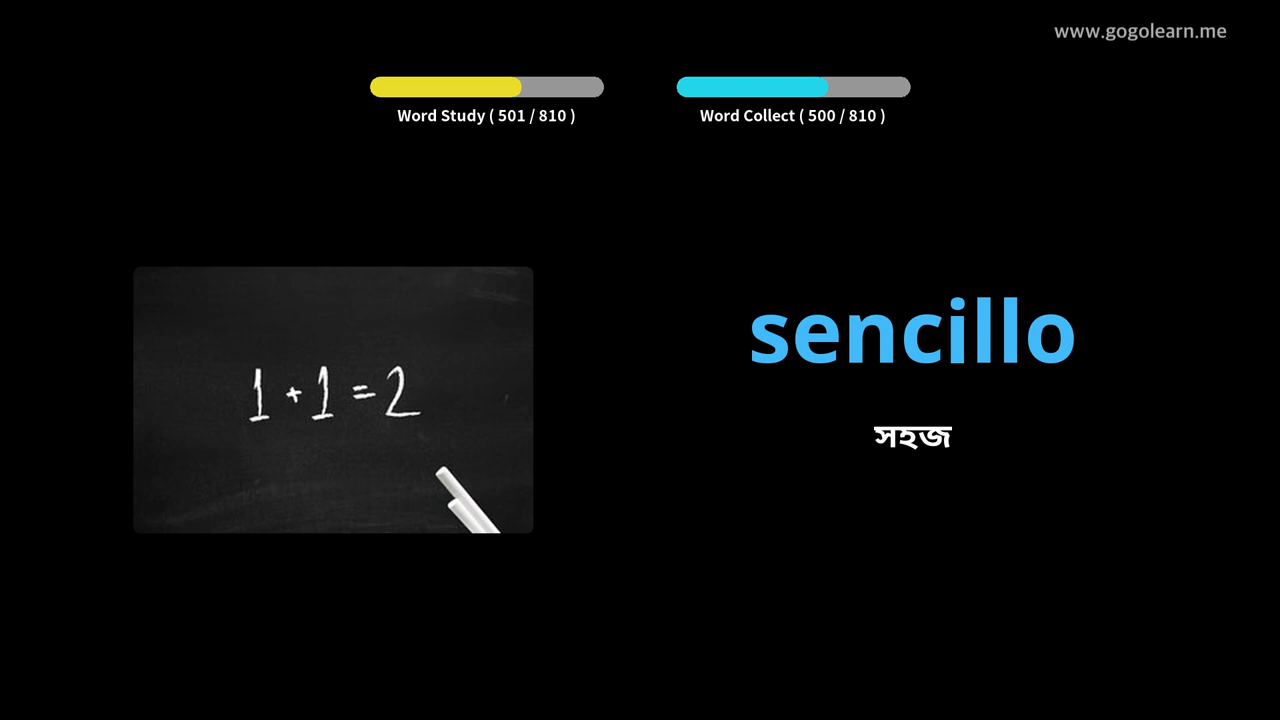 www.gogolearn.me
Word Study ( 501 / 810 )
Word Collect ( 500 / 810 )
1 + 1 = 2
sencillo
সহজ